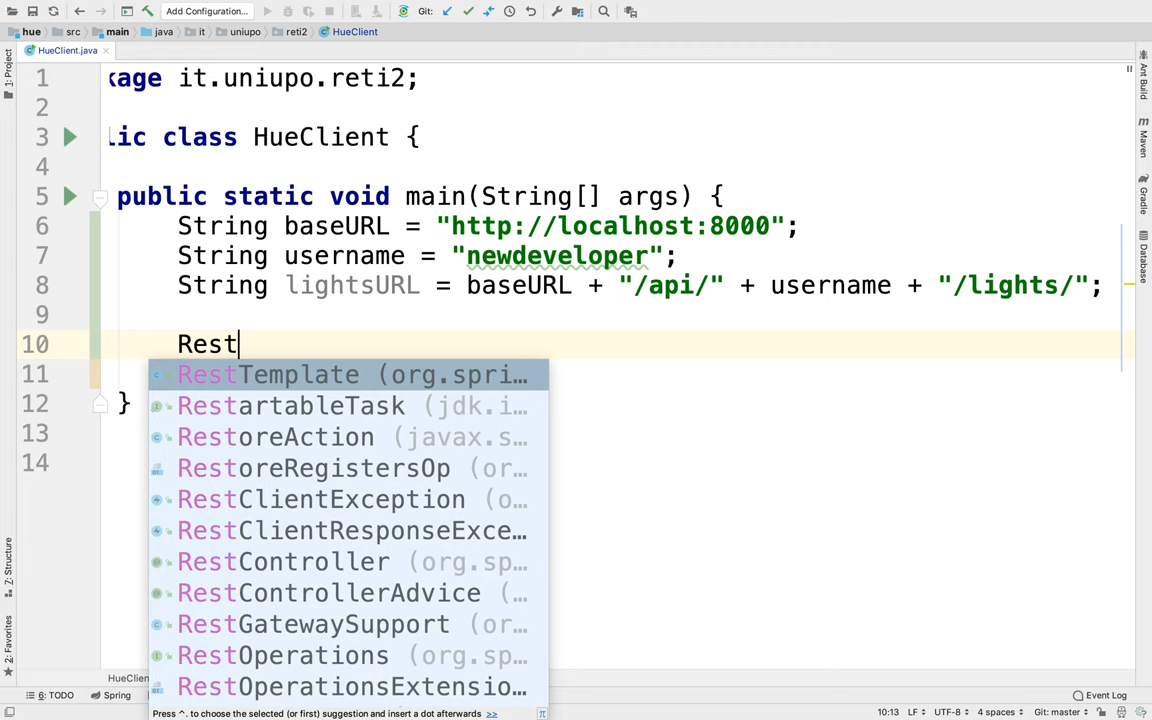 Add Configuration...
Git:
hue
src
main
java
it
uniupo
reti2
HueClient
HueClient.java
1: Project
Ant Build
Maven
Gradle
Database
7: Structure
2: Favorites
1 kage it.uniupo.reti2;
2
3 lic class HueClient {
4
5 public static void main(String[] args) {
6 String baseURL = "http://localhost:8000";
7 String username = "newdeveloper";
8 String lightsURL = baseURL + "/api/" + username + "/lights/";
9
10 Rest
11
12 }
13
14
RestTemplate (org.spri...
RestartableTask (jdk.i...
RestoreAction (javax.s...
RestoreRegistersOp (or...
RestClientException (o...
RestClientResponseExce...
RestController (org.sp...
RestControllerAdvice (...
RestGatewaySupport (or...
RestOperations (org.sp...
RestOperationsExtensio...
Press ^. to choose the selected (or first) suggestion and insert a dot afterwards >>
π
HueClien
6: TODO
Spring
Event Log
10:13 LF UTF-8 4 spaces Git: master